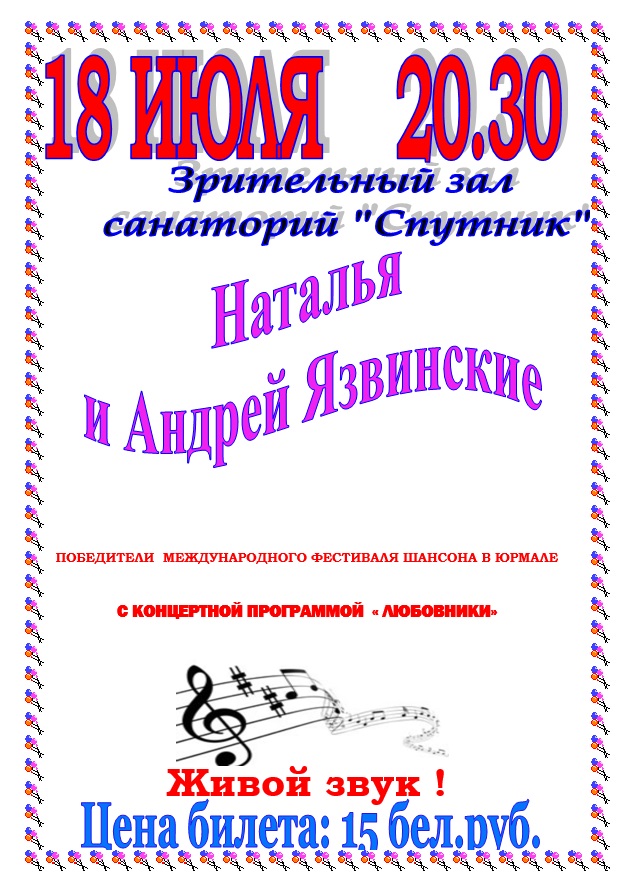 18 ИЮЛЯ 20.30
Зрительный зал
санаторий "Спутник"
Наталья
и Андрей Язвинские
ПОБЕДИТЕЛИ МЕЖДУНАРОДНОГО ФЕСТИВАЛЯ ШАНСОНА В ЮРМАЛЕ
С КОНЦЕРТНОЙ ПРОГРАММОЙ « ЛЮБОВНИКИ»
Живой звук !
Цена билета: 15 бел.руб.